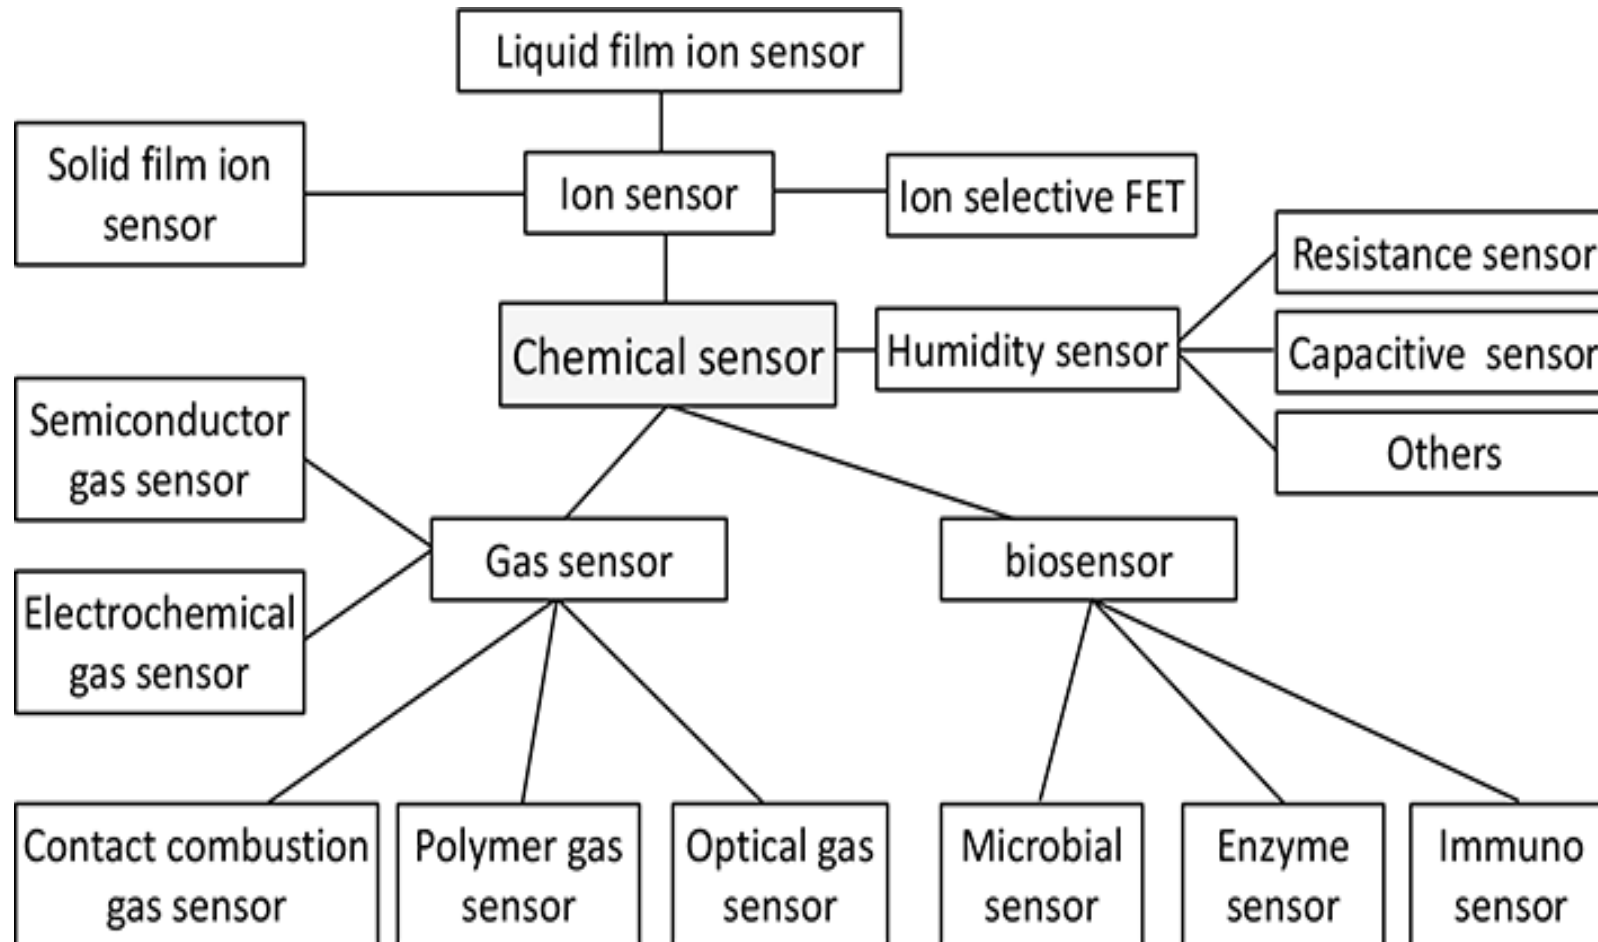 Liquid film ion sensor
Solid film ion
sensor
Ion sensor
Ion selective FET
Resistance sensor
Chemical sensor
Humidity sensor
Capacitive sensor
Others
Semiconductor
gas sensor
Gas sensor
biosensor
Electrochemical
gas sensor
Contact combustion
gas sensor
Polymer gas
sensor
Optical gas
sensor
Microbial
sensor
Enzyme
sensor
Immuno
sensor